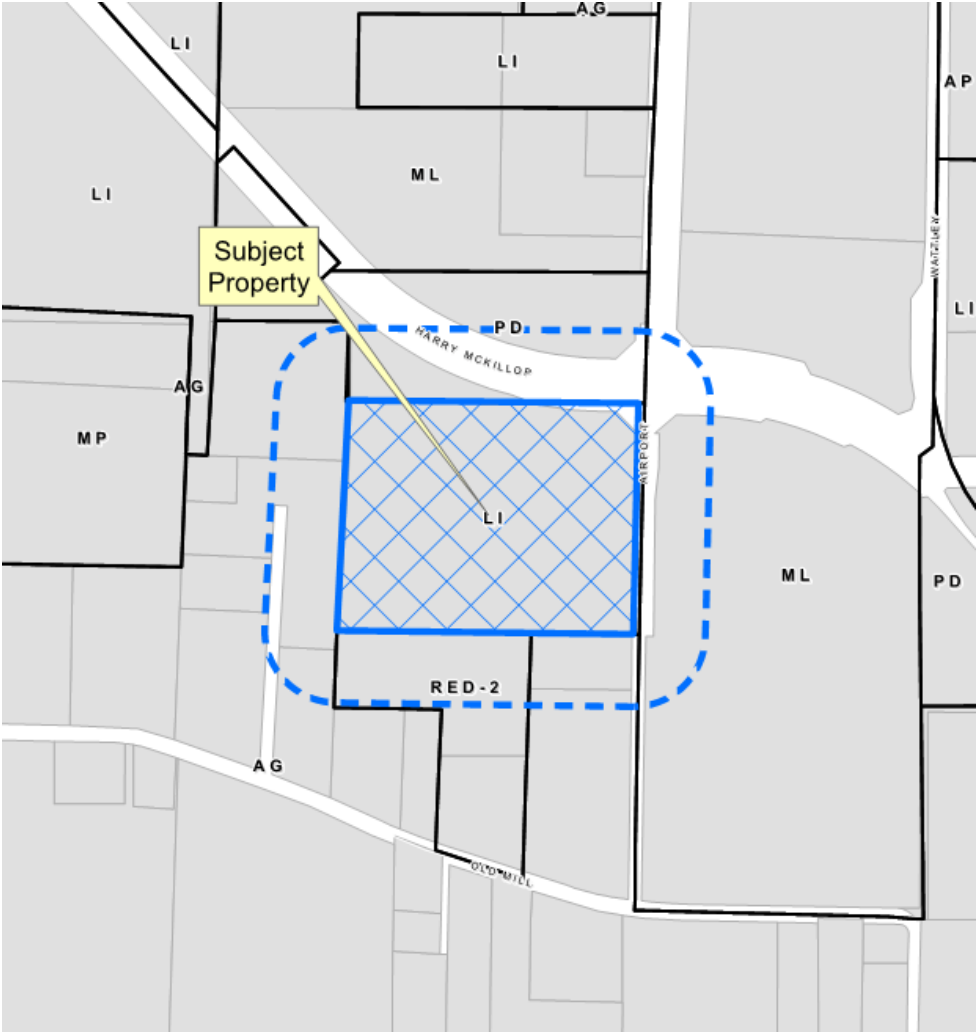 AG
LI
LI
AP
ML
LI
WATTLEY
Subject
Property
LI
PD
HARRY MCKILLOP
AG
MP
AIRPORT
LI
ML
PD
RED-2
AG
OLD MILL